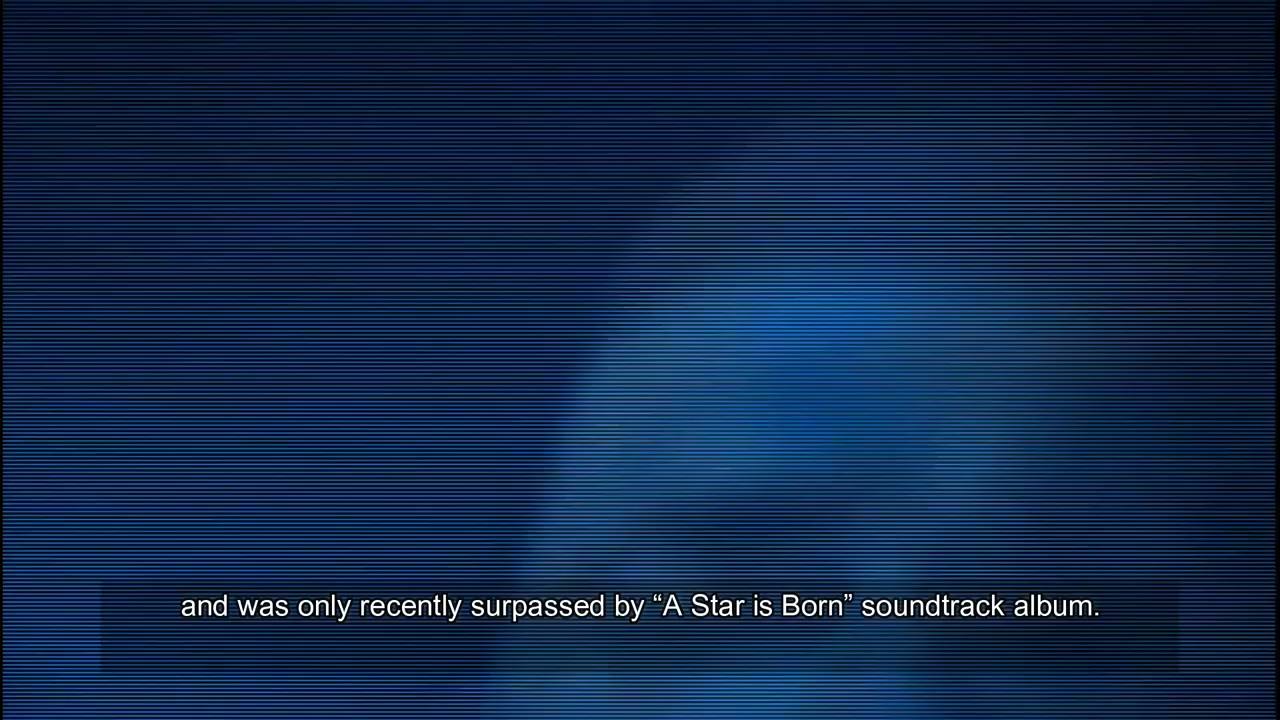 and was only recently surpassed by “A Star is Born” soundtrack album.